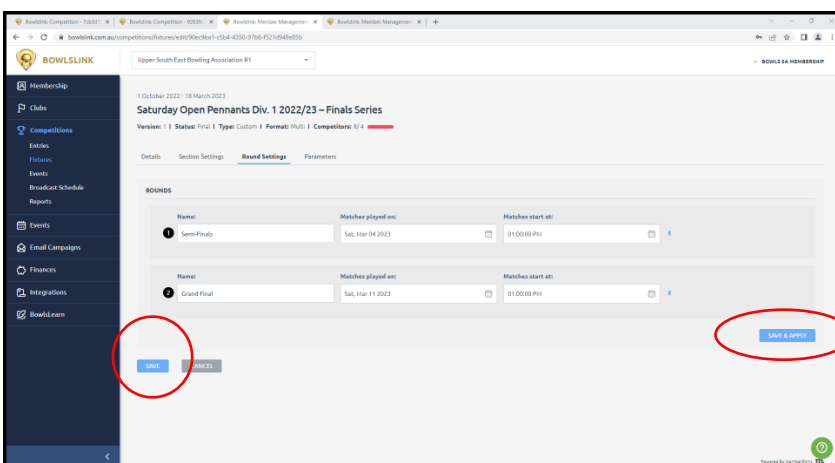 Bowlslink Competition - 7cb3d1
Bowlslink Competition
Bowlslink Member Management
Bowlslink Member Management
bowlslink.com.au/competitions/fixtures/edit/90ec9ba1-c5b4-4350-97b6-f521d948e85b
BOWLSLINK
Upper South East Bowling Association R1
BOWLS SA MEMBERSHIP
Membership
Clubs
Competitions
Entries
Fixtures
Events
Broadcast Schedule
Reports
Events
Email Campaigns
Finances
Integrations
BowlsLearn
1 October 2022 - 18 March 2023
Saturday Open Pennants Div. 1 2022/23 – Finals Series
Version: 1 | Status: Final | Type: Custom | Format: Multi | Competitors: 8/4
Details Section Settings Round Settings Parameters
ROUNDS
Name: Matches played on: Matches start at:
1 Semi-Finals Sat, Mar 04 2023 01:00:00 PM
Name: Matches played on: Matches start at:
2 Grand Final Sat, Mar 11 2023 01:00:00 PM
SAVE & APPLY
SAVE CANCEL
Powered By